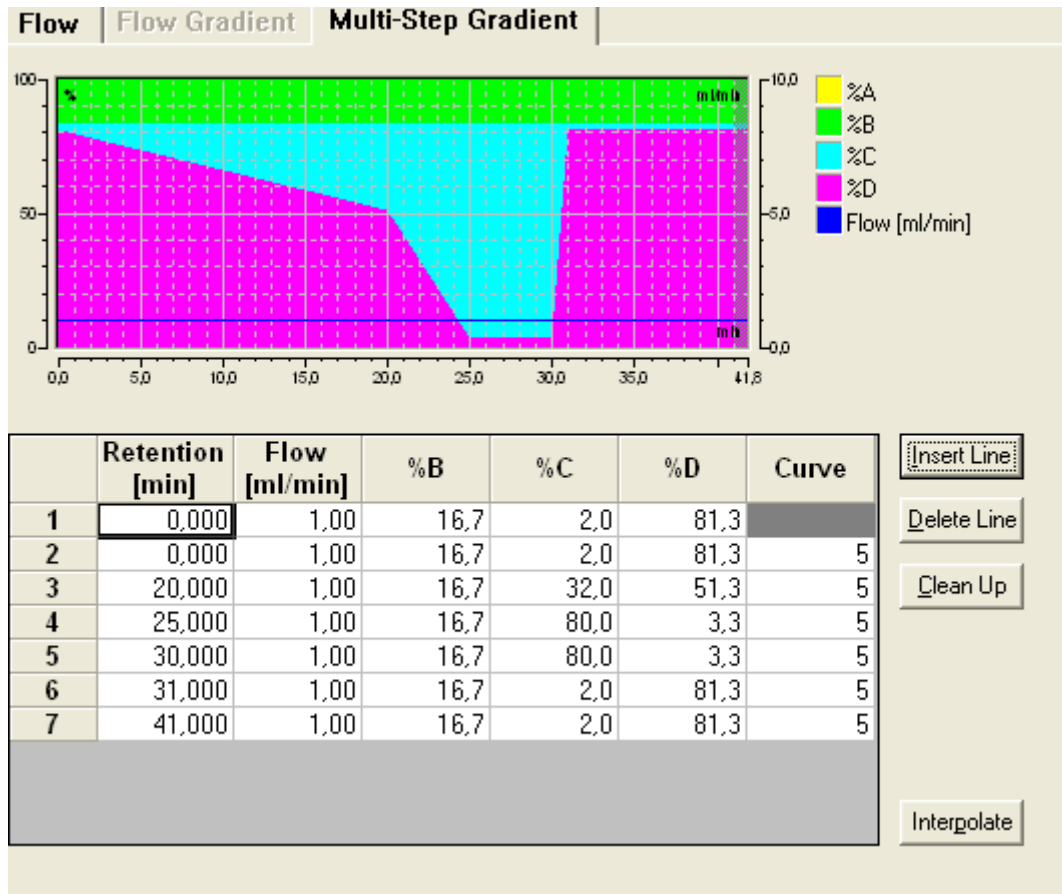 Flow Flow Gradient Multi-Step Gradient
100 10,0
% ml/min
50 5,0
0 0,0
0,0 5,0 10,0 15,0 20,0 25,0 30,0 35,0 41,8
%A
%B
%C
%D
Flow [ml/min]
Retention [min] Flow [ml/min] %B %C %D Curve
1 0,000 1,00 16,7 2,0 81,3
2 0,000 1,00 16,7 2,0 81,3 5
3 20,000 1,00 16,7 32,0 51,3 5
4 25,000 1,00 16,7 80,0 3,3 5
5 30,000 1,00 16,7 80,0 3,3 5
6 31,000 1,00 16,7 2,0 81,3 5
7 41,000 1,00 16,7 2,0 81,3 5
Insert Line
Delete Line
Clean Up
Interpolate